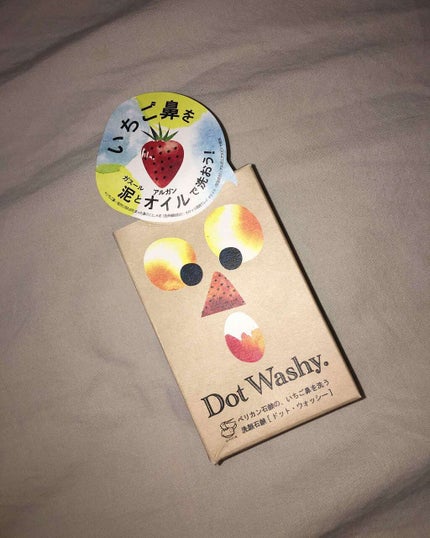 いちご鼻を
ガスール アルガン
泥とオイルで洗おう!
Dot Washy.
ペリカン石鹸の、いちご鼻を洗う
洗顔石鹸[ドット・ウォッシー]